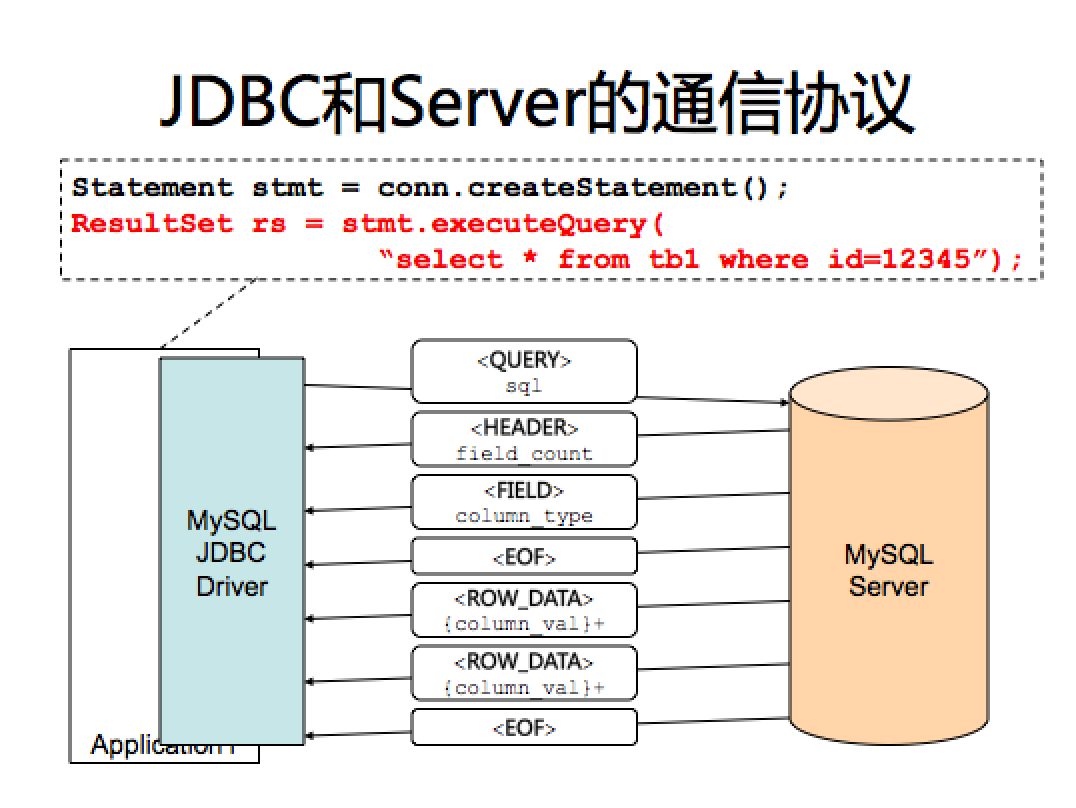 JDBC和Server的通信协议
Statement stmt = conn.createStatement();
ResultSet rs = stmt.executeQuery(
“select * from tb1 where id=12345”);
<QUERY>
sql
<HEADER>
field_count
<FIELD>
column_type
<EOF>
<ROW_DATA>
{column_val}+
<ROW_DATA>
{column_val}+
<EOF>
MySQL
JDBC
Driver
MySQL
Server